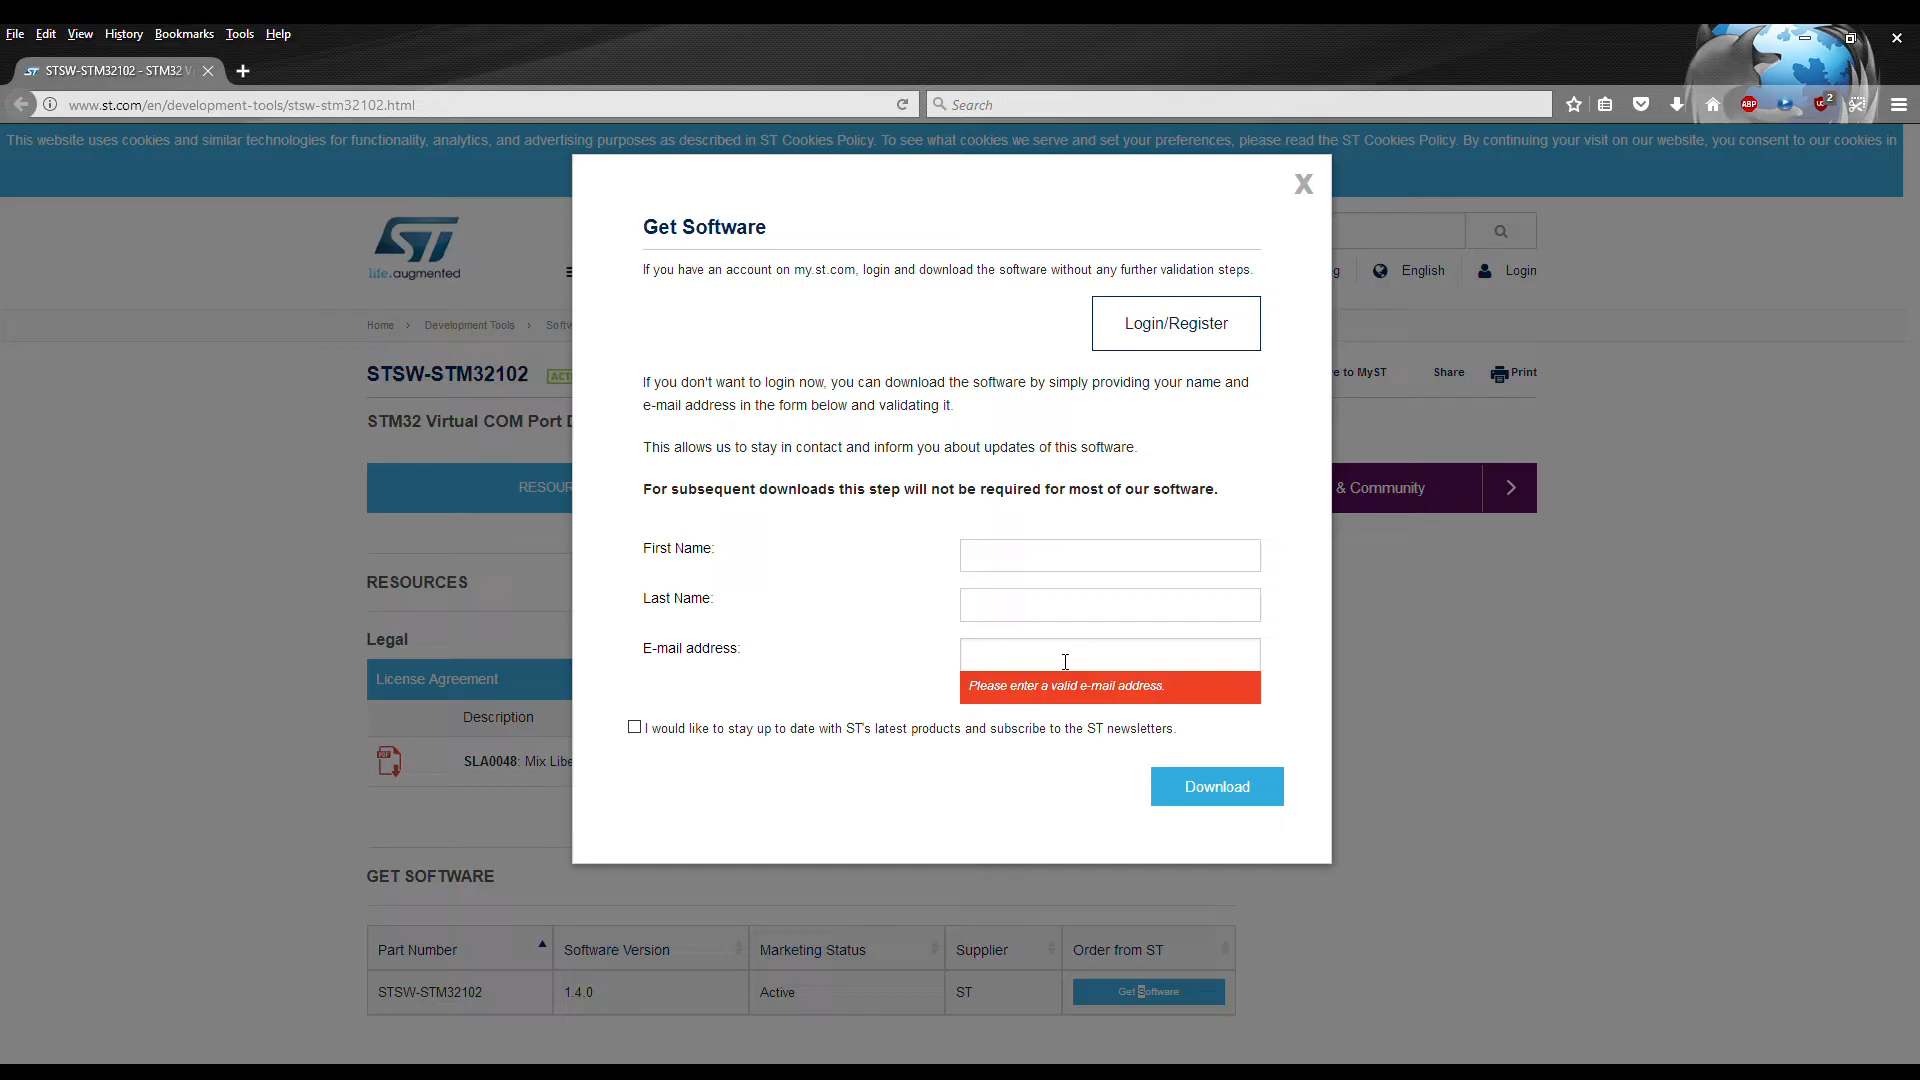 File Edit View History Bookmarks Tools Help
STSW-STM32102 - STM32 V
www.st.com/en/development-tools/stsw-stm32102.html
Search
ABP
2
This website uses cookies and similar technologies for functionality, analytics, and advertising purposes as described in ST Cookies Policy. To see what cookies we serve and set your preferences, please read the ST Cookies Policy. By continuing your visit on our website, you consent to our cookies in
X
ST
life.augmented
Get Software
If you have an account on my.st.com, login and download the software without any further validation steps.
g English Login
Login/Register
Home > Development Tools > Softw
STSW-STM32102 ACT
e to MyST Share Print
If you don't want to login now, you can download the software by simply providing your name and
e-mail address in the form below and validating it.
STM32 Virtual COM Port D
This allows us to stay in contact and inform you about updates of this software.
RESOUR
& Community
For subsequent downloads this step will not be required for most of our software.
First Name:
RESOURCES
Last Name:
Legal
E-mail address:
License Agreement
Please enter a valid e-mail address.
Description
I would like to stay up to date with ST's latest products and subscribe to the ST newsletters.
SLA0048: Mix Libe
Download
GET SOFTWARE
Part Number Software Version Marketing Status Supplier Order from ST
STSW-STM32102 1.4.0 Active ST Get Software